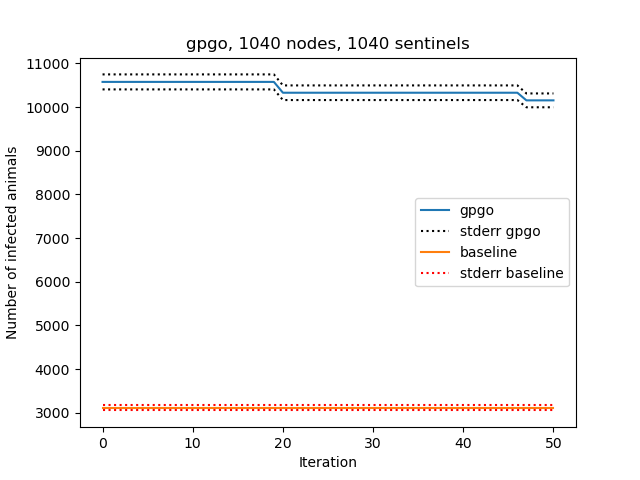 gpgo, 1040 nodes, 1040 sentinels
Number of infected animals
11000
10000
9000
8000
7000
6000
5000
4000
3000
gpgo
stderr gpgo
baseline
stderr baseline
0 10 20 30 40 50
Iteration